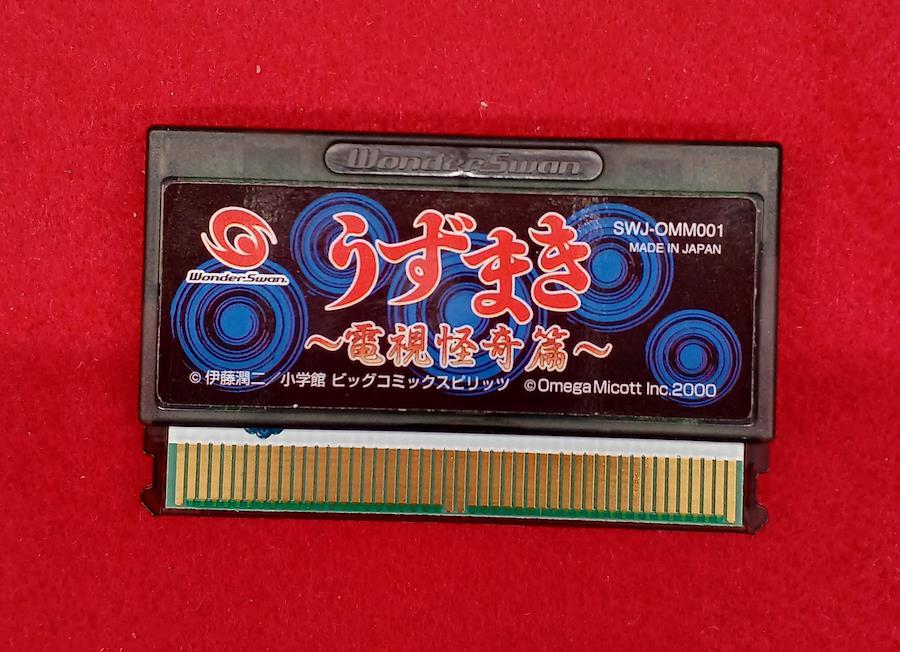 WonderSwan
うずまき
SWJ-OMM001
MADE IN JAPAN
WonderSwan
～電視怪奇篇～
© 伊藤潤二／小学館 ビッグコミックスピリッツ ©Omega Micott Inc.2000